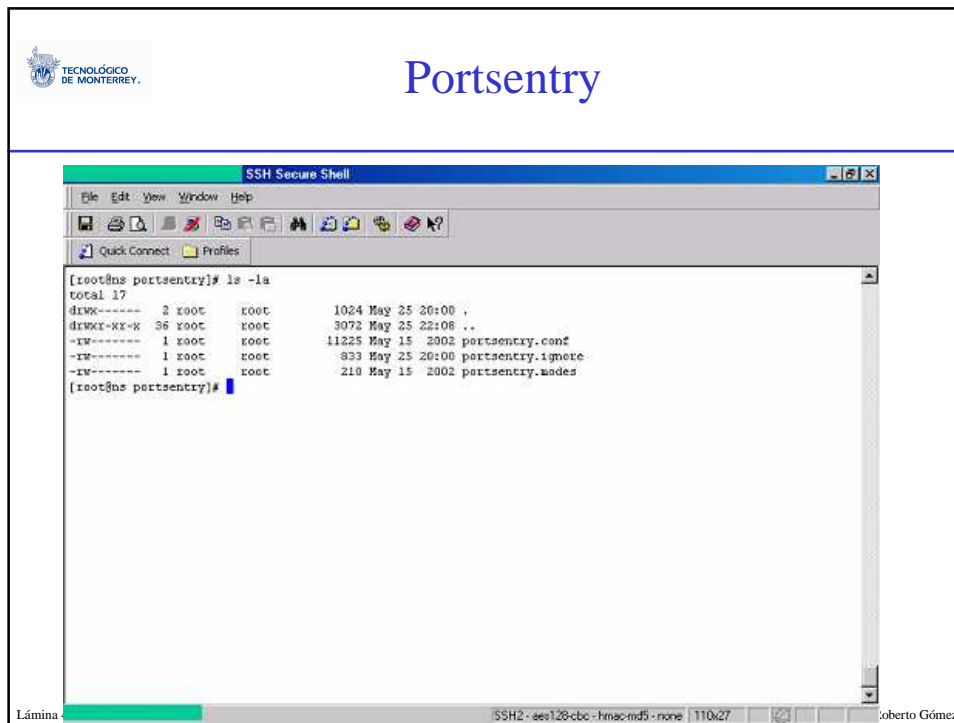 TECNOLÓGICO
DE MONTERREY.
Portsentry
SSH Secure Shell
File Edit View Window Help
Quick Connect Profiles
[root@ns portsentry]# ls -la
total 17
drwx------ 2 root root 1024 May 25 20:00 .
drwxr-xr-x 36 root root 3072 May 25 22:08 ..
-rw------- 1 root root 11225 May 15 2002 portsentry.conf
-rw------- 1 root root 833 May 25 20:00 portsentry.ignore
-rw------- 1 root root 210 May 15 2002 portsentry.modes
[root@ns portsentry]#
Lámina
SSH2 - aes128-cbc - hmac-md5 - none 110x27
oberto Gómez